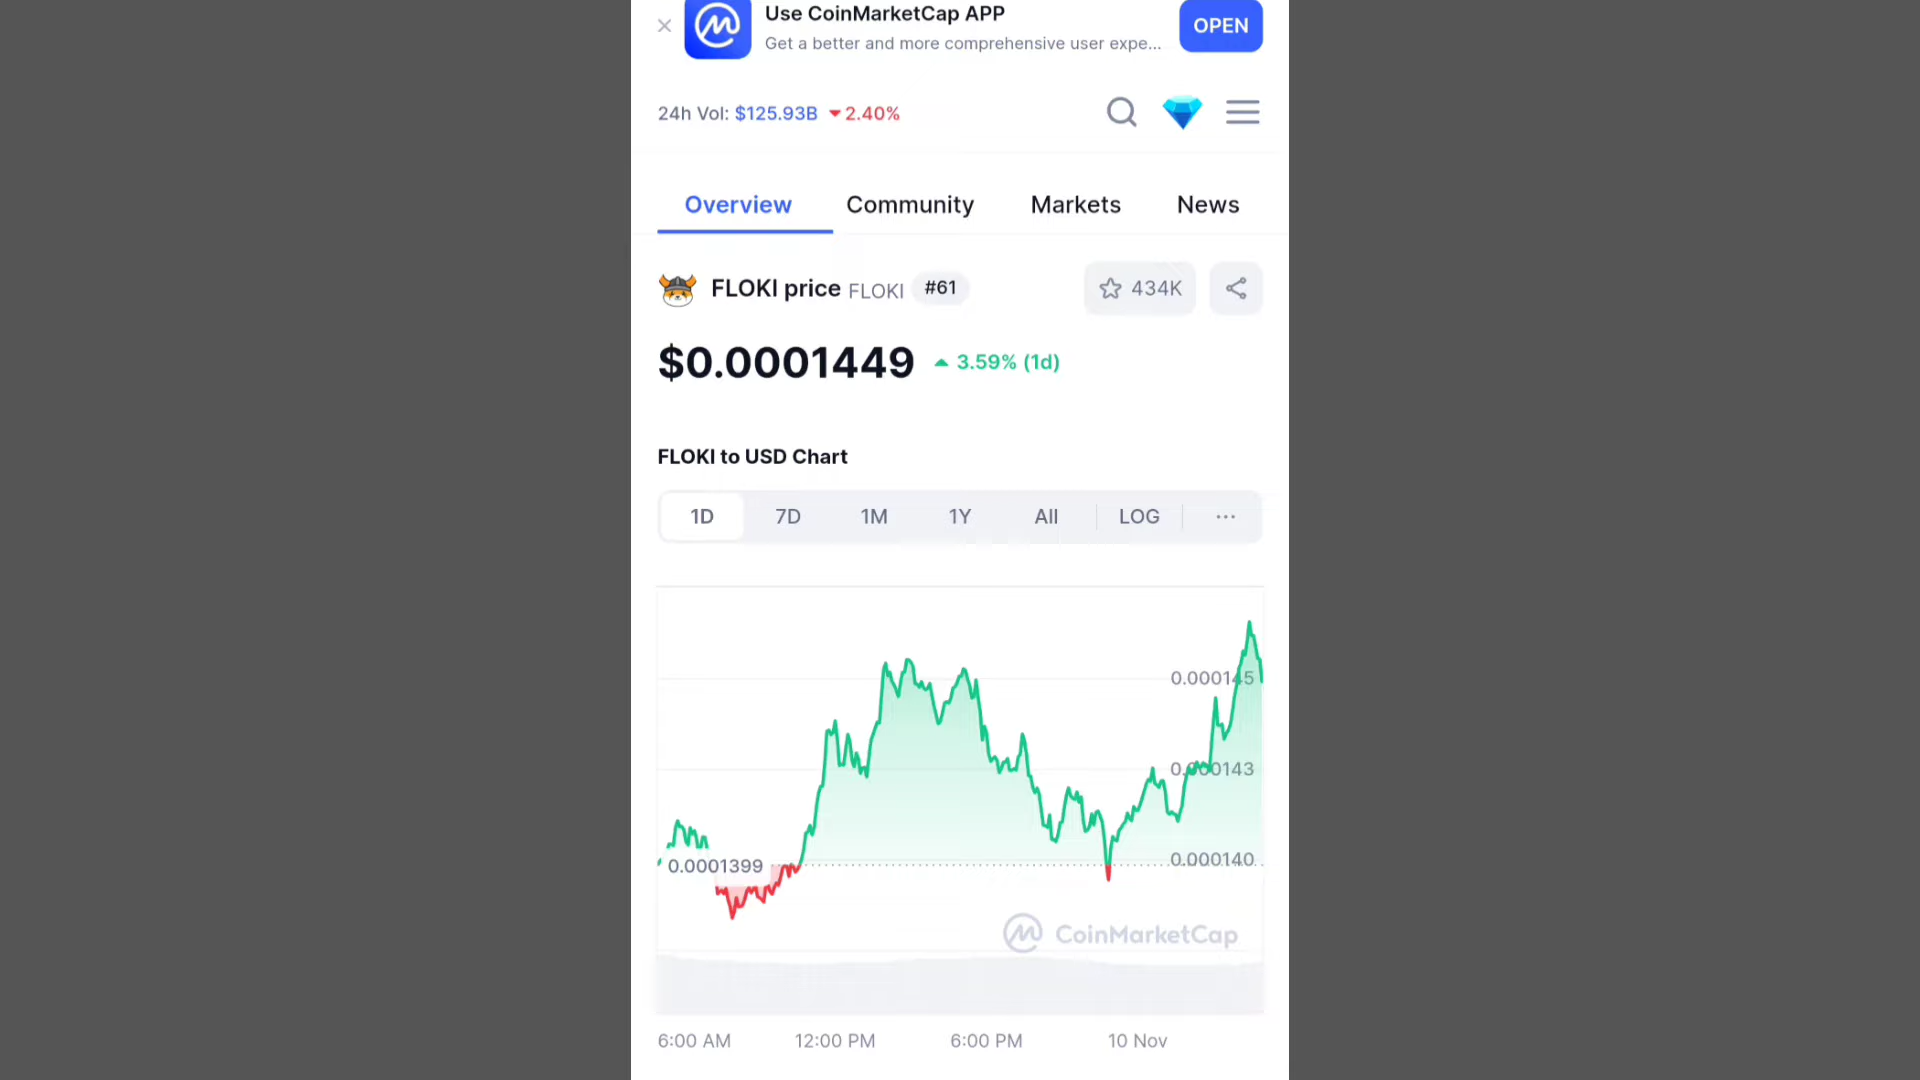 Use CoinMarketCap APP
Get a better and more comprehensive user expe...
OPEN
24h Vol: $125.93B 2.40%
Overview Community Markets News
FLOKI price FLOKI #61 434K
$0.0001449 3.59% (1d)
FLOKI to USD Chart
1D 7D 1M 1Y All LOG ...
0.000145
0.000143
0.0001399 0.000140
CoinMarketCap
6:00 AM 12:00 PM 6:00 PM 10 Nov